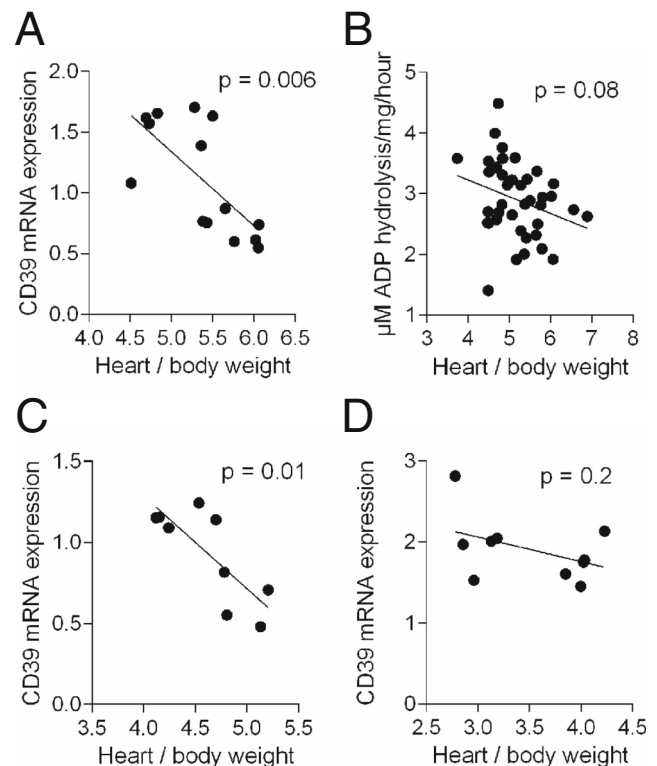 A
CD39 mRNA expression
2.0
1.5
1.0
0.5
0.0
p = 0.006
4.0 4.5 5.0 5.5 6.0 6.5
Heart / body weight
B
µM ADP hydrolysis/mg/hour
5
4
3
2
1
p = 0.08
3 4 5 6 7 8
Heart / body weight
C
CD39 mRNA expression
1.5
1.0
0.5
0.0
p = 0.01
3.5 4.0 4.5 5.0 5.5
Heart / body weight
D
CD39 mRNA expression
3
2
1
0
p = 0.2
2.5 3.0 3.5 4.0 4.5
Heart / body weight